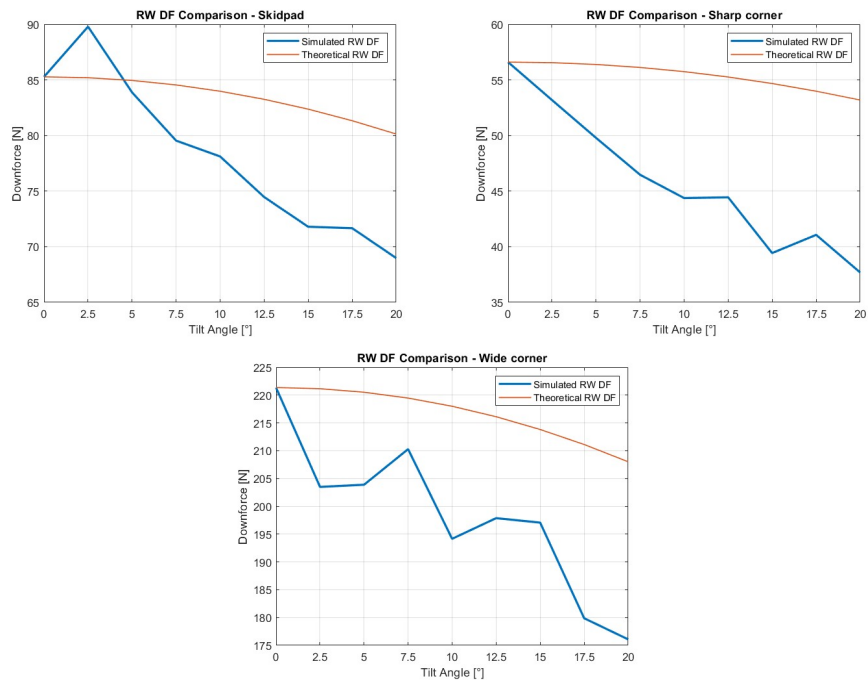 RW DF Comparison - Skidpad
Simulated RW DF
Theoretical RW DF
90
85
80
75
70
65
Downforce [N]
0 2.5 5 7.5 10 12.5 15 17.5 20
Tilt Angle [°]
RW DF Comparison - Sharp corner
Simulated RW DF
Theoretical RW DF
60
55
50
45
40
35
Downforce [N]
0 2.5 5 7.5 10 12.5 15 17.5 20
Tilt Angle [°]
RW DF Comparison - Wide corner
Simulated RW DF
Theoretical RW DF
225
220
215
210
205
200
195
190
185
180
175
Downforce [N]
0 2.5 5 7.5 10 12.5 15 17.5 20
Tilt Angle [°]